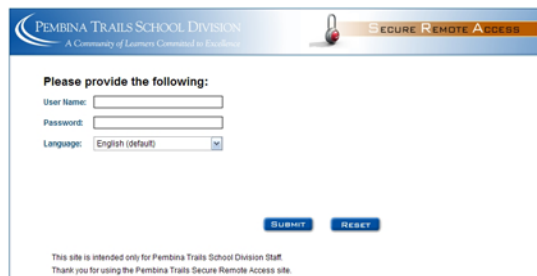 PEMBINA TRAILS SCHOOL DIVISION
A Community of Learners Committed to Excellence
SECURE REMOTE ACCESS
Please provide the following:
User Name:
Password:
Language: English (default)
SUBMIT RESET
This site is intended only for Pembina Trails School Division Staff.
Thank you for using the Pembina Trails Secure Remote Access site.